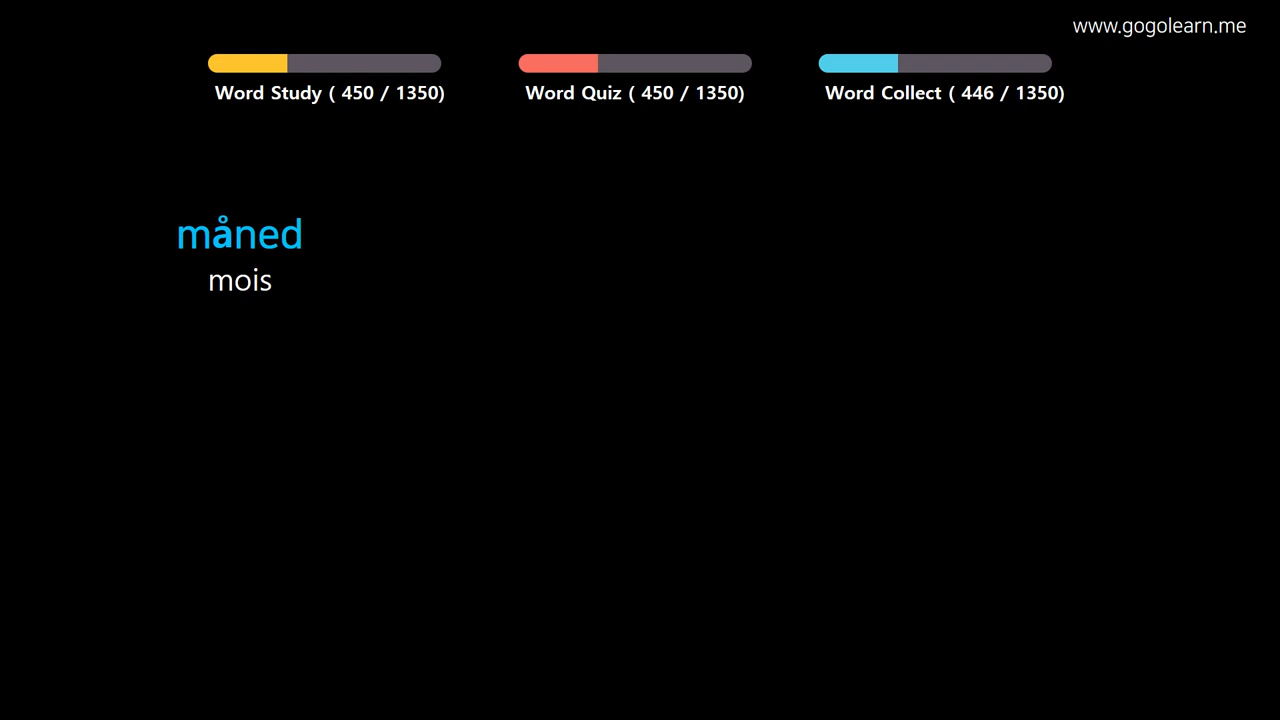 www.gogolearn.me
Word Study ( 450 / 1350)
Word Quiz ( 450 / 1350)
Word Collect ( 446 / 1350)
måned
mois